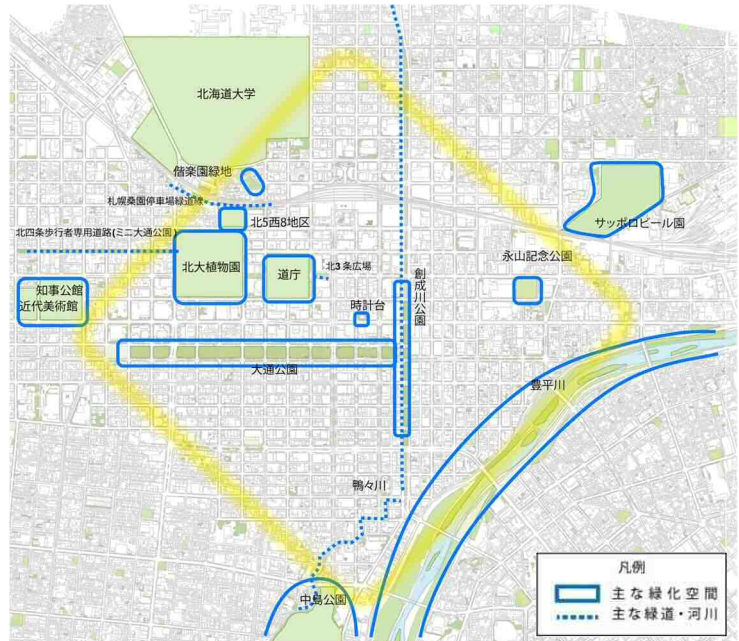 北海道大学
偕楽園緑地
札幌桑園停車場緑道線
北5西8地区
サッポロビール園
北四条歩行者専用道路(ミニ大通公園)
永山記念公園
北大植物園
道庁
北3条広場
創成川公園
知事公館
近代美術館
時計台
大通公園
豊平川
鴨々川
中島公園
凡例
主な緑化空間
主な緑道・河川